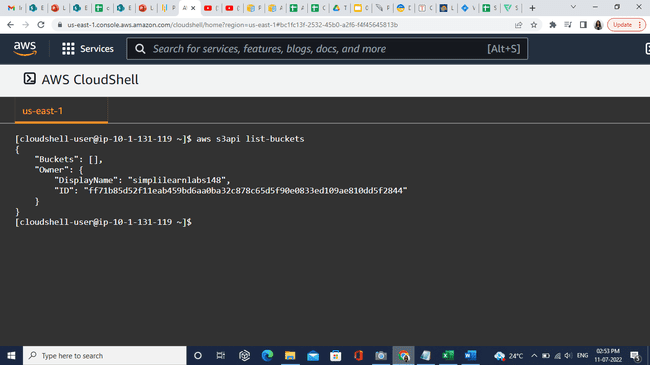 us-east-1.console.aws.amazon.com/cloudshell/home?region=us-east-1#bc1fc13f-2532-45b0-a2f6-f4f45645813b
Update
aws
Services
Search for services, features, blogs, docs, and more
[Alt+S]
AWS CloudShell
us-east-1
[cloudshell-user@ip-10-1-131-119 ~]$ aws s3api list-buckets
{
"Buckets": [],
"Owner": {
"DisplayName": "simplilearnlabs148",
"ID": "ff71b85d52f11eab459bd6aa0ba32c878c65d5f90e0833ed109ae810dd5f2844"
}
}
[cloudshell-user@ip-10-1-131-119 ~]$
Type here to search
24°C
ENG
02:53 PM
11-07-2022